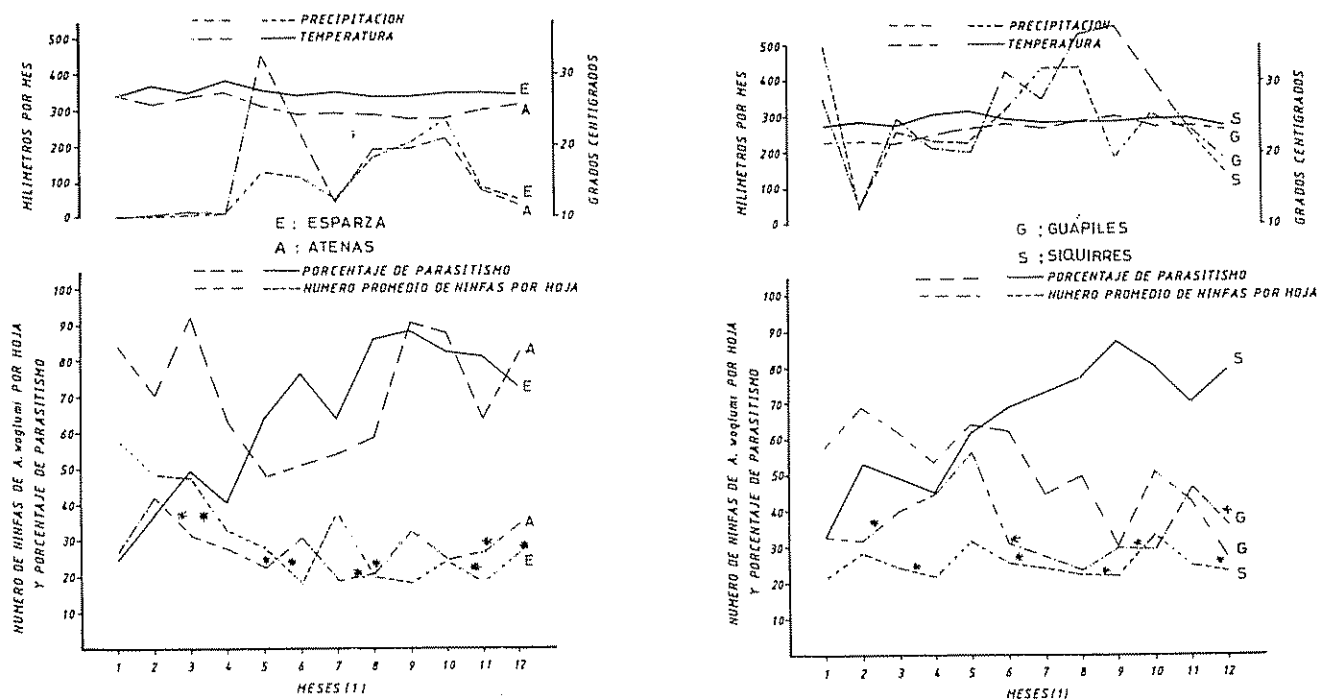 PRECIPITACION
TEMPERATURA
500
400
300
200
100
0
MILIMETROS POR MES
30
20
10
GRADOS CENTIGRADOS
E
A
E
A
E : ESPARZA
A : ATENAS
PORCENTAJE DE PARASITISMO
NUMERO PROMEDIO DE NINFAS POR HOJA
100
90
80
70
60
50
40
30
20
10
NUMERO DE NINFAS DE A. woglumi POR HOJA
Y PORCENTAJE DE PARASITISMO
A
E
A
E
* * * * * * * * *
1 2 3 4 5 6 7 8 9 10 11 12
MESES (1)
PRECIPITACION
TEMPERATURA
500
400
300
200
100
0
MILIMETROS POR MES
30
20
10
GRADOS CENTIGRADOS
S
G
G
S
G : GUAPILES
S : SIQUIRRES
PORCENTAJE DE PARASITISMO
NUMERO PROMEDIO DE NINFAS POR HOJA
100
90
80
70
60
50
40
30
20
10
NUMERO DE NINFAS DE A. woglumi POR HOJA
Y PORCENTAJE DE PARASITISMO
S
G
G
S
* * * * * * * *
1 2 3 4 5 6 7 8 9 10 11 12
MESES (1)